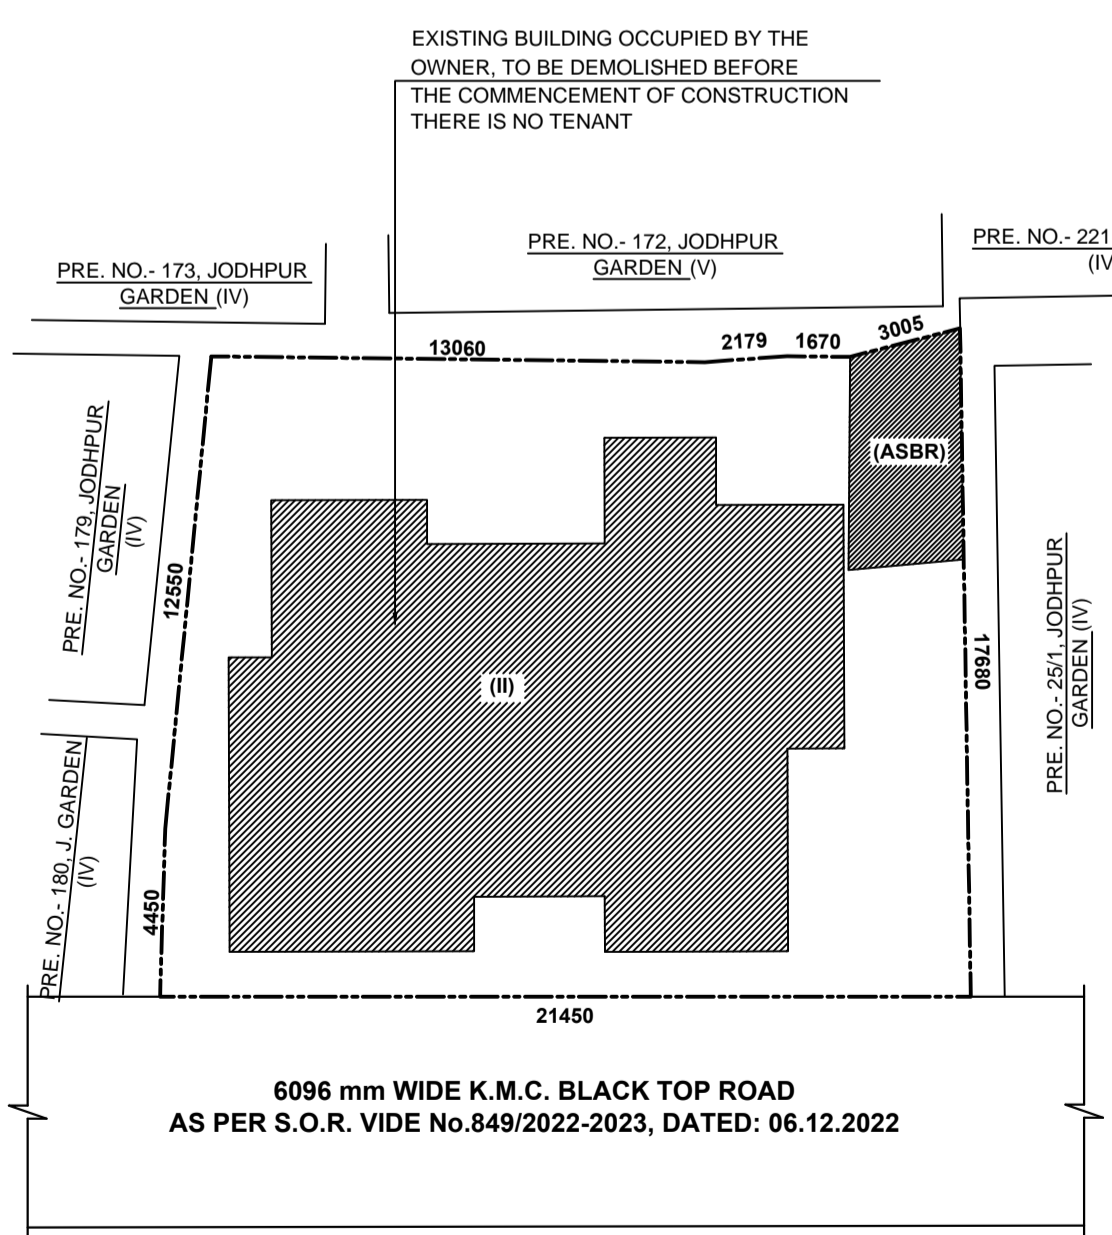 EXISTING BUILDING OCCUPIED BY THE
OWNER, TO BE DEMOLISHED BEFORE
THE COMMENCEMENT OF CONSTRUCTION
THERE IS NO TENANT
PRE. NO.- 173, JODHPUR
GARDEN (IV)
PRE. NO.- 172, JODHPUR
GARDEN (V)
PRE. NO.- 221
(IV
13060
2179
1670
3005
(ASBR)
PRE. NO.- 179, JODHPUR
GARDEN
(IV)
12550
(II)
17680
PRE. NO.- 25/1, JODHPUR
GARDEN (IV)
PRE. NO.- 180, J. GARDEN
(IV)
4450
21450
6096 mm WIDE K.M.C. BLACK TOP ROAD
AS PER S.O.R. VIDE No.849/2022-2023, DATED: 06.12.2022